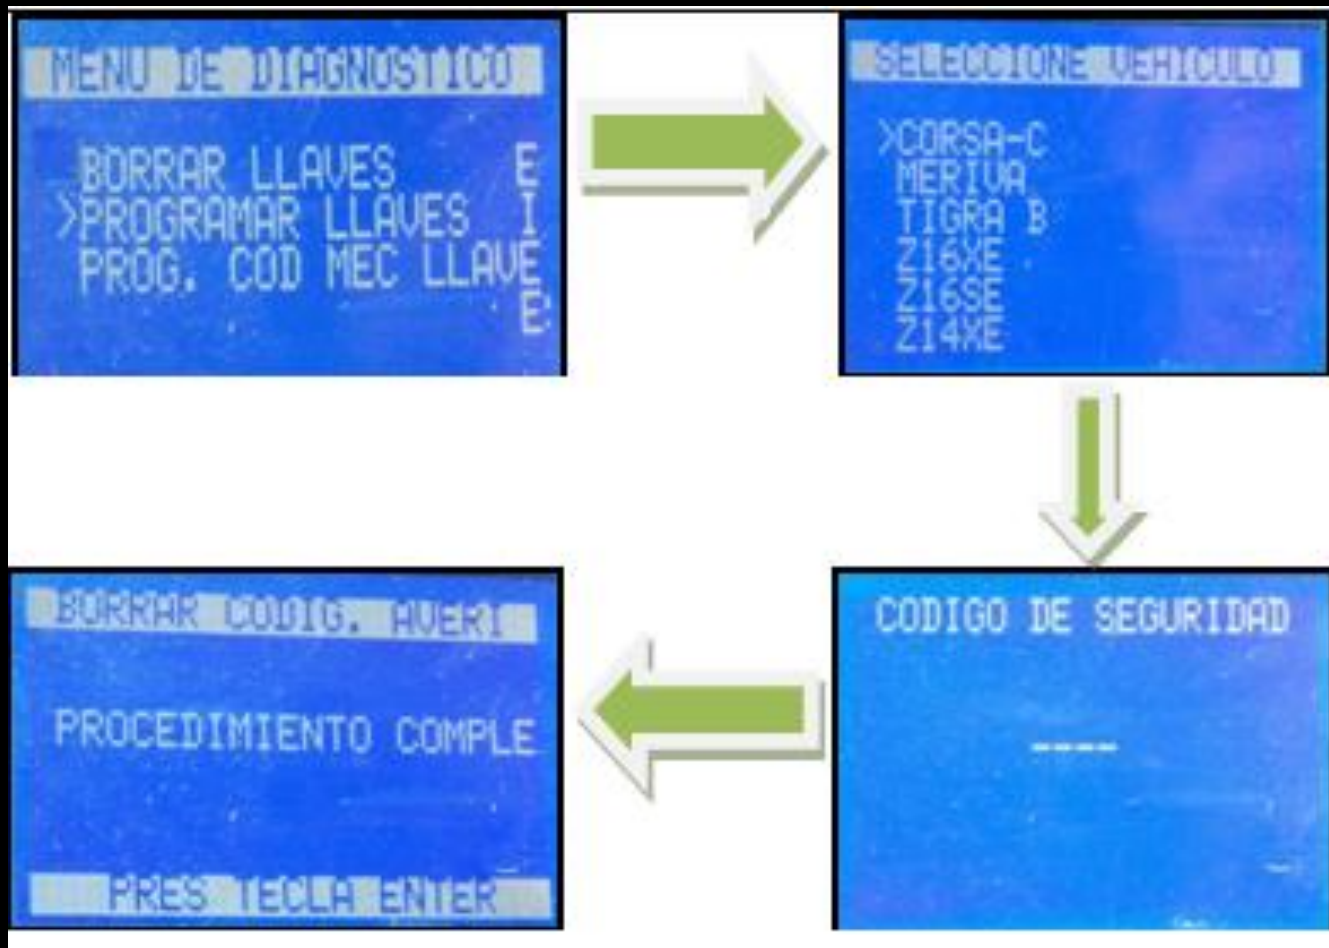 MENU DE DIAGNOSTICO
BORRAR LLAVES E
>PROGRAMAR LLAVES I
PROG. COD MEC LLAVE
E
SELECCIONE VEHICULO
>CORSA-C
MERIVA
TIGRA B
Z16XE
Z16SE
Z14XE
CODIGO DE SEGURIDAD
----
BORRAR CODIG. AVERI
PROCEDIMIENTO COMPLE
PRES TECLA ENTER